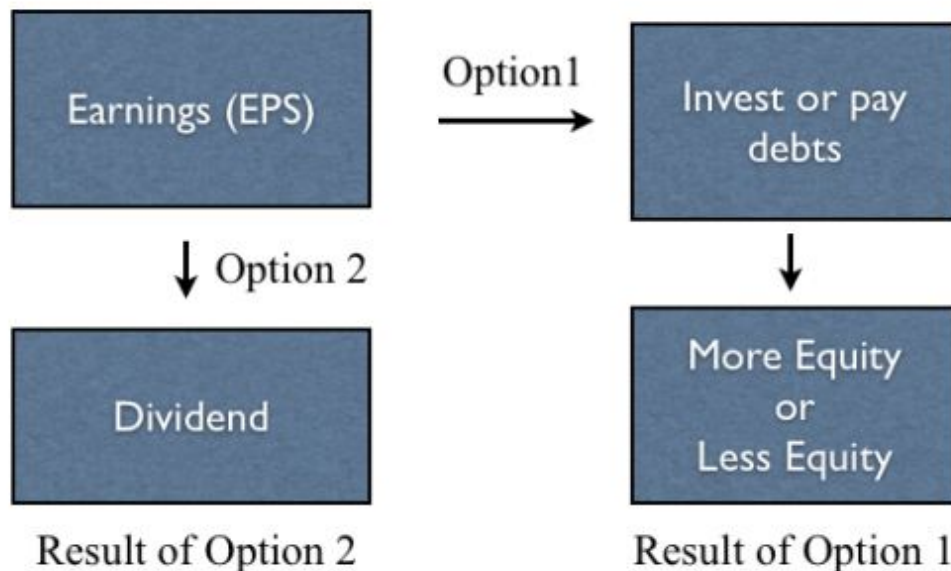 Earnings (EPS)
Option1
Invest or pay
debts
Option 2
Dividend
More Equity
or
Less Equity
Result of Option 2
Result of Option 1